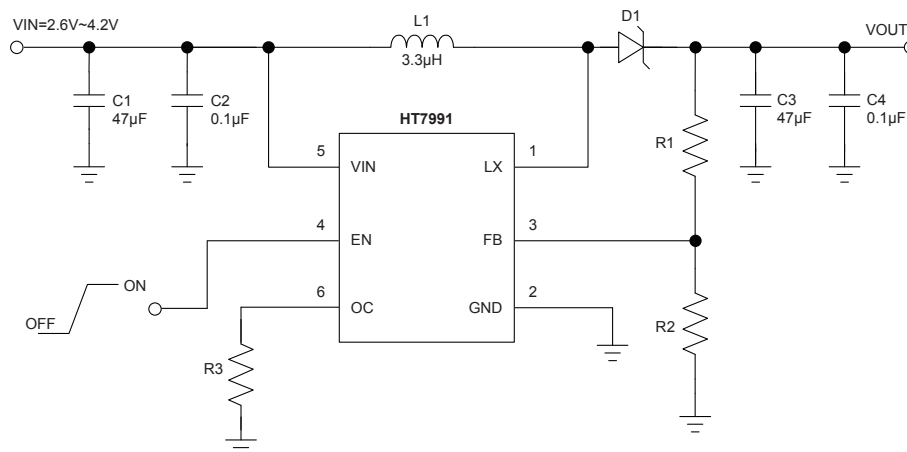 VIN=2.6V~4.2V
L1
3.3µH
D1
VOUT
C1
47µF
C2
0.1µF
HT7991
C3
47µF
C4
0.1µF
R1
5
VIN
LX
1
4
EN
FB
3
ON
OFF
6
OC
GND
2
R2
R3